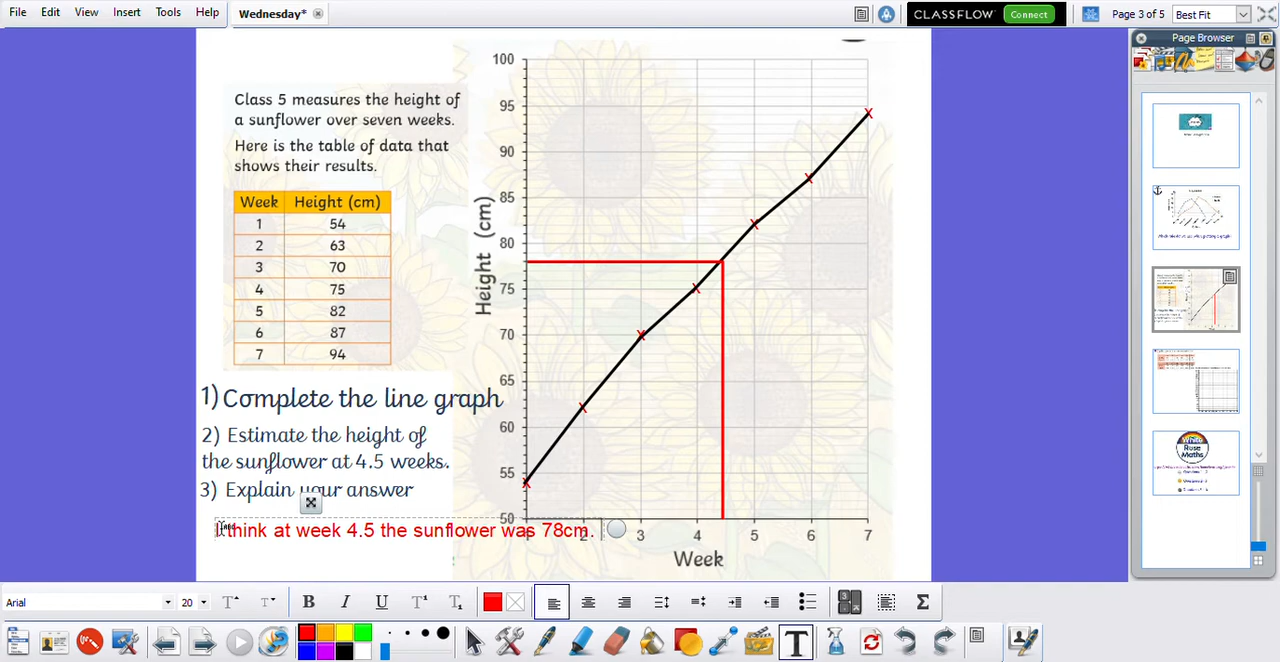 File Edit View Insert Tools Help
Wednesday*
CLASSFLOW Connect
Page 3 of 5
Best Fit
Page Browser
Class 5 measures the height of
a sunflower over seven weeks.
Here is the table of data that
shows their results.
Week Height (cm)
1 54
2 63
3 70
4 75
5 82
6 87
7 94
1) Complete the line graph
2) Estimate the height of
the sunflower at 4.5 weeks.
3) Explain your answer
I think at week 4.5 the sunflower was 78cm.
Height (cm)
100
95
90
85
80
75
70
65
60
55
50
2 3 4 5 6 7
Week
White
Rose
Maths
Arial 20
B I U T T